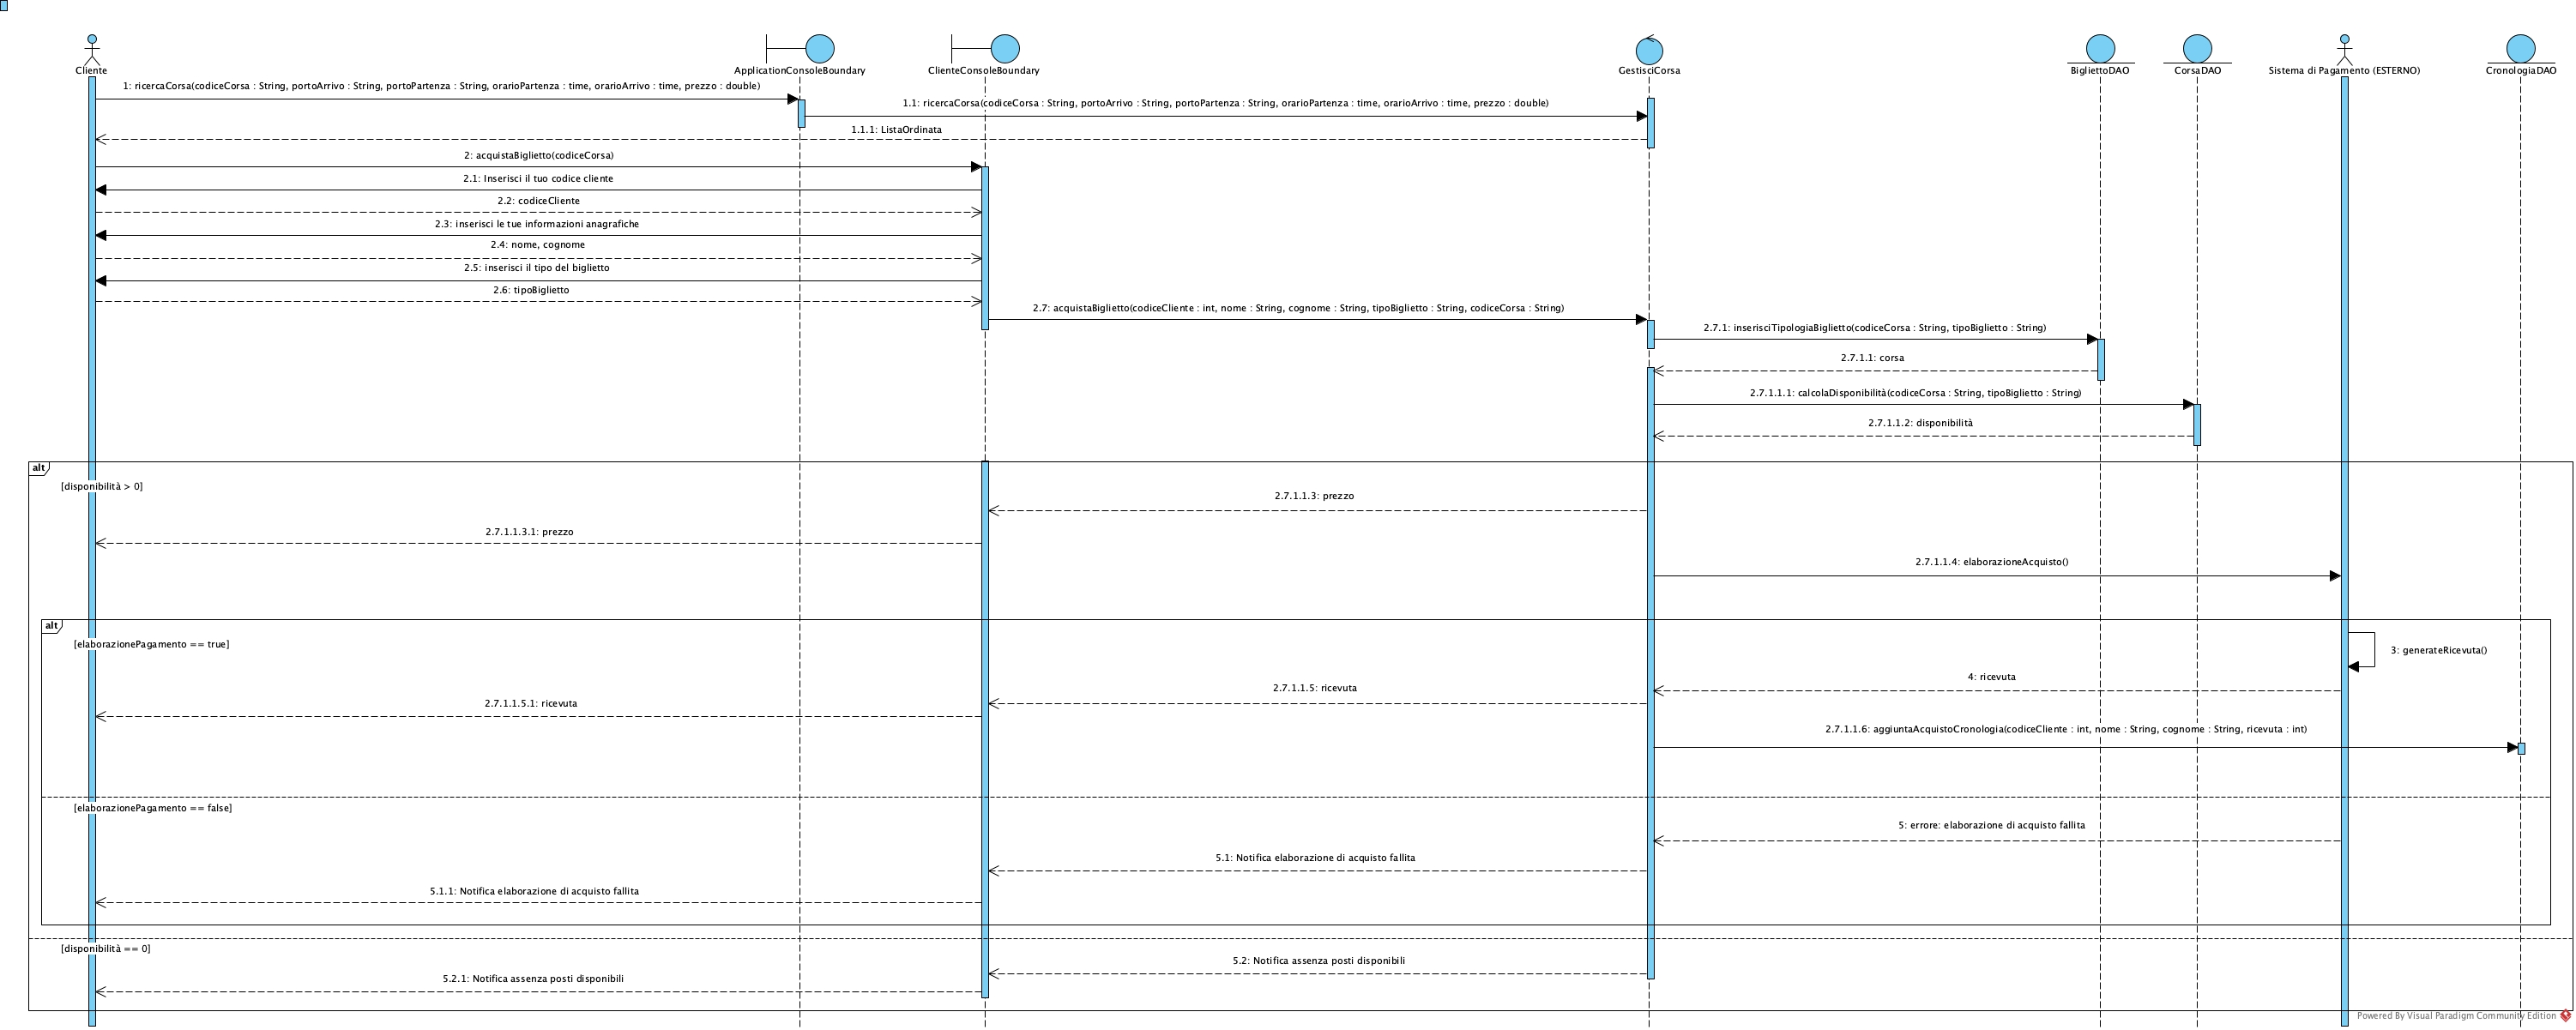 Cliente
ApplicationConsoleBoundary
ClienteConsoleBoundary
GestisciCorsa
BigliettoDAO
CorsaDAO
Sistema di Pagamento (ESTERNO)
CronologiaDAO
1: ricercaCorsa(codiceCorsa : String, portoArrivo : String, portoPartenza : String, orarioPartenza : time, orarioArrivo : time, prezzo : double)
1.1: ricercaCorsa(codiceCorsa : String, portoArrivo : String, portoPartenza : String, orarioPartenza : time, orarioArrivo : time, prezzo : double)
1.1.1: ListaOrdinata
2: acquistaBiglietto(codiceCorsa)
2.1: Inserisci il tuo codice cliente
2.2: codiceCliente
2.3: inserisci le tue informazioni anagrafiche
2.4: nome, cognome
2.5: inserisci il tipo del biglietto
2.6: tipoBiglietto
2.7: acquistaBiglietto(codiceCliente : int, nome : String, cognome : String, tipoBiglietto : String, codiceCorsa : String)
2.7.1: inserisciTipologiaBiglietto(codiceCorsa : String, tipoBiglietto : String)
2.7.1.1: corsa
2.7.1.1.1: calcolaDisponibilità(codiceCorsa : String, tipoBiglietto : String)
2.7.1.1.2: disponibilità
alt
[disponibilità > 0]
2.7.1.1.3: prezzo
2.7.1.1.3.1: prezzo
2.7.1.1.4: elaborazioneAcquisto()
alt
[elaborazionePagamento == true]
3: generateRicevuta()
4: ricevuta
2.7.1.1.5: ricevuta
2.7.1.1.5.1: ricevuta
2.7.1.1.6: aggiuntaAcquistoCronologia(codiceCliente : int, nome : String, cognome : String, ricevuta : int)
[elaborazionePagamento == false]
5: errore: elaborazione di acquisto fallita
5.1: Notifica elaborazione di acquisto fallita
5.1.1: Notifica elaborazione di acquisto fallita
[disponibilità == 0]
5.2: Notifica assenza posti disponibili
5.2.1: Notifica assenza posti disponibili
Powered By Visual Paradigm Community Edition